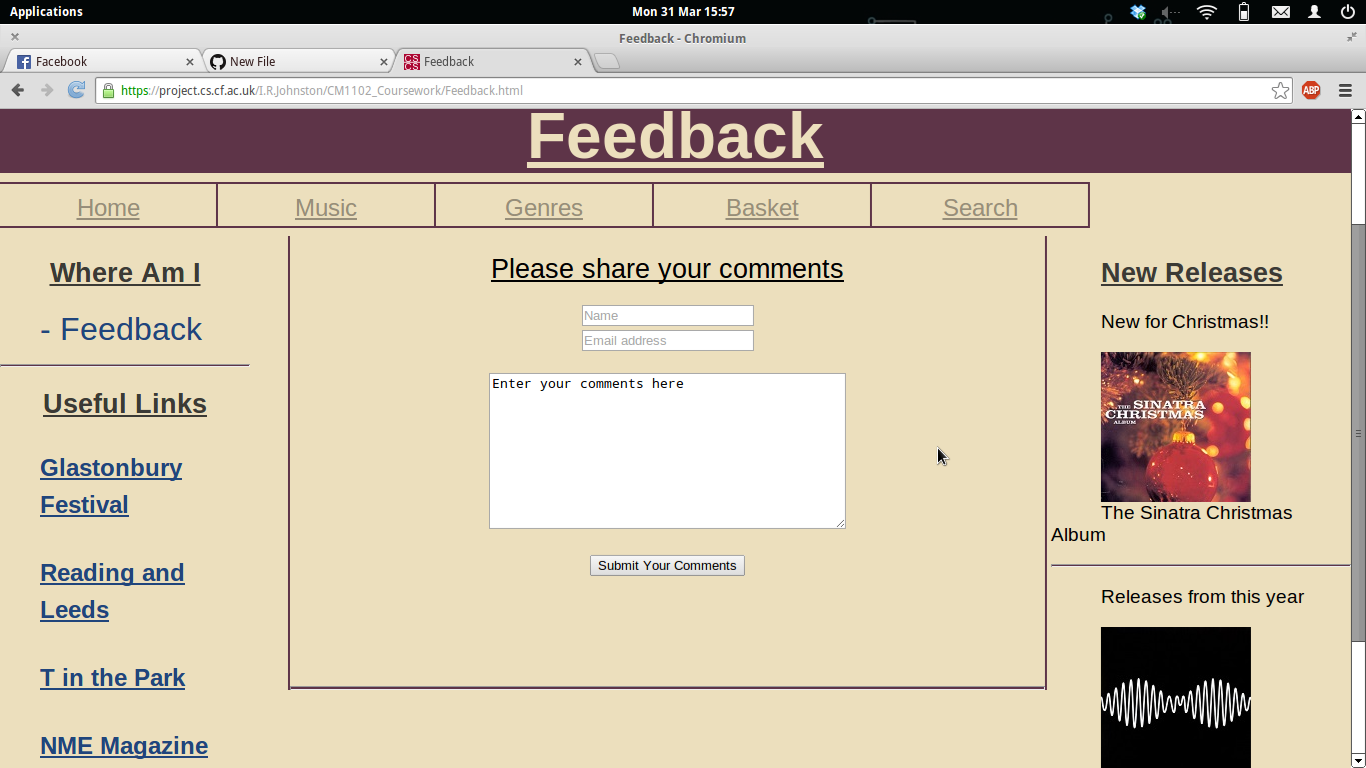 Applications
Mon 31 Mar 15:57
Feedback - Chromium
Facebook
New File
Feedback
https://project.cs.cf.ac.uk/I.R.Johnston/CM1102_Coursework/Feedback.html
ABP
Feedback
Home
Music
Genres
Basket
Search
Where Am I
- Feedback
Useful Links
Glastonbury
Festival
Reading and
Leeds
T in the Park
NME Magazine
Please share your comments
Name
Email address
Enter your comments here
Submit Your Comments
New Releases
New for Christmas!!
THE SINATRA
CHRISTMAS
ALBUM
The Sinatra Christmas
Album
Releases from this year